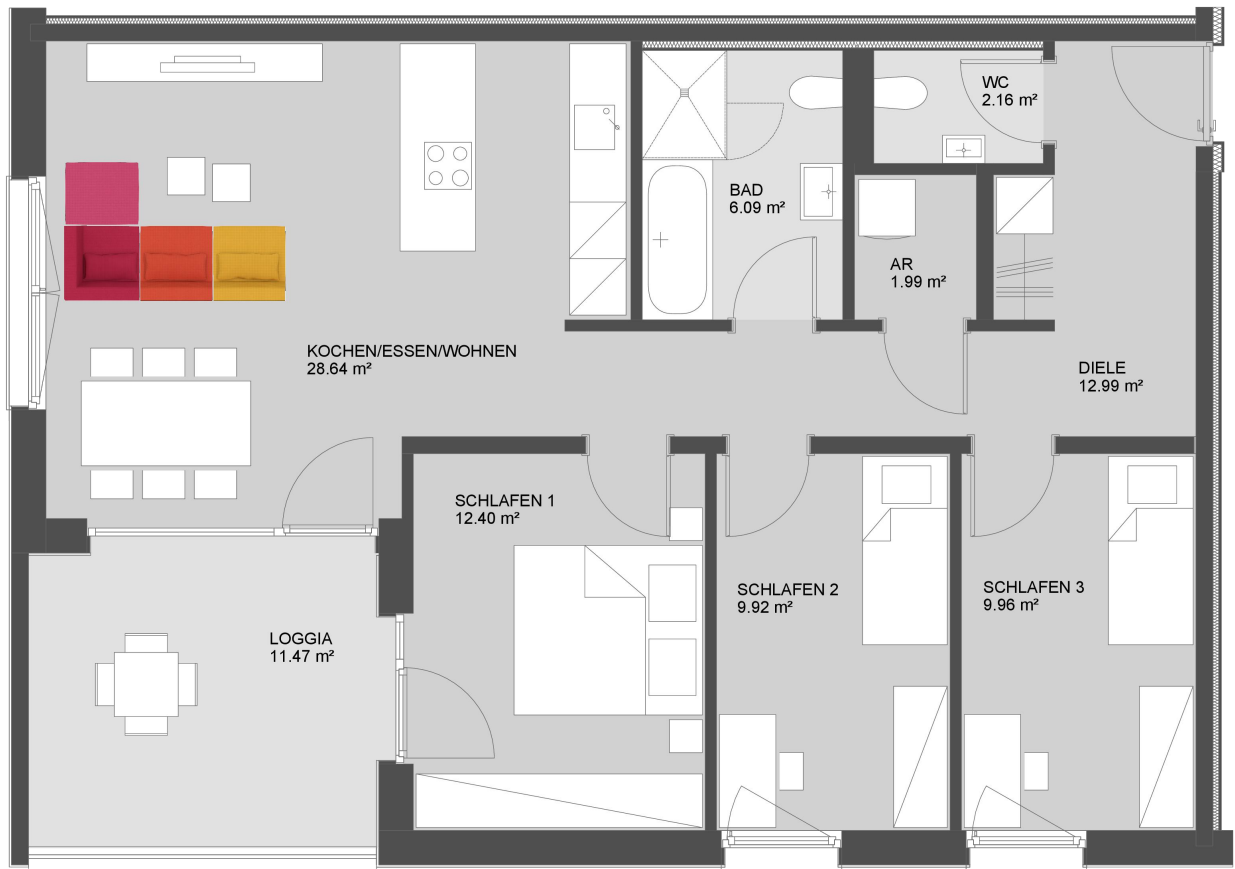 WC
2.16 m²
BAD
6.09 m²
AR
1.99 m²
KOCHEN/ESSEN/WOHNEN
28.64 m²
DIELE
12.99 m²
SCHLAFEN 1
12.40 m²
SCHLAFEN 2
9.92 m²
SCHLAFEN 3
9.96 m²
LOGGIA
11.47 m²